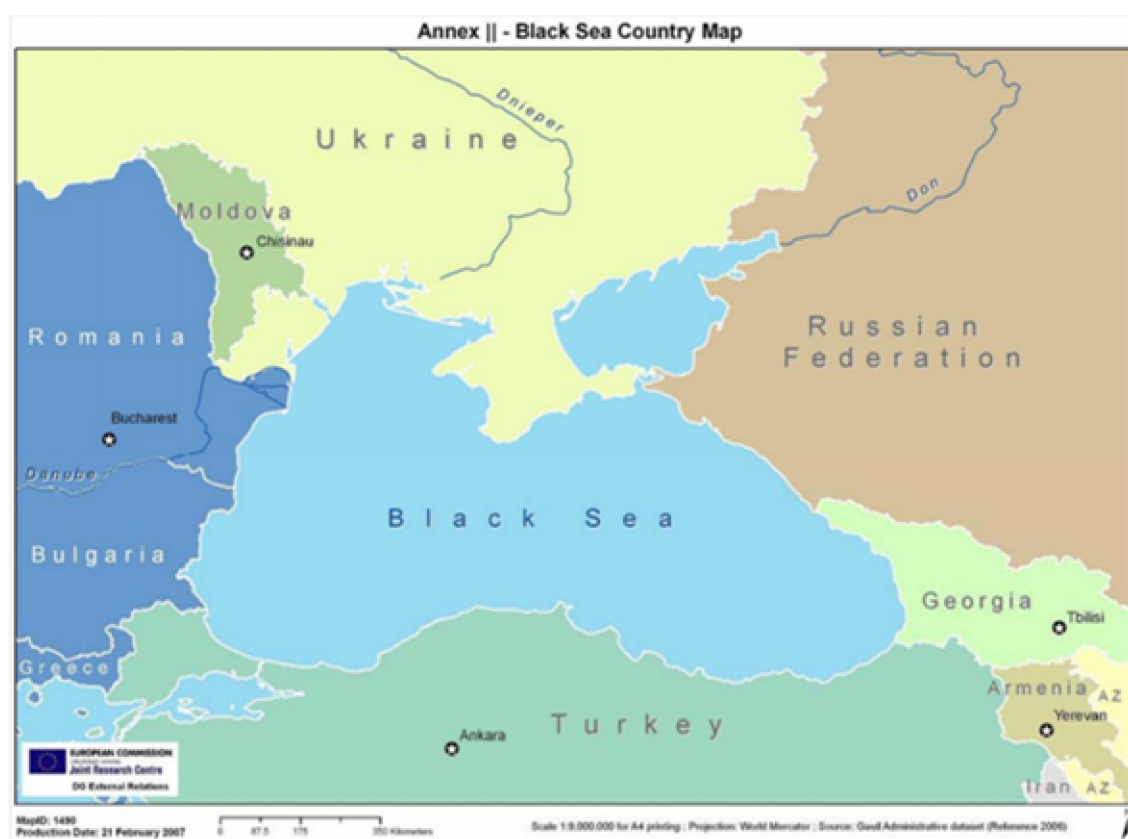 Annex || - Black Sea Country Map
Dnieper
Ukraine
Don
Moldova
Chisinau
Romania
Russian
Federation
Bucharest
Danube
Black Sea
Bulgaria
Georgia
Tbilisi
Greece
Armenia
AZ
Yerevan
Turkey
Ankara
Iran
AZ
EUROPEAN COMMISSION
Joint Research Centre
DG External Relations
MapID: 1490
Production Date: 21 February 2007
0 87.5 175 350 Kilometers
Scale 1:9,000,000 for A4 printing ; Projection: World Mercator ; Source: Gaul Administrative dataset (Reference 2006)